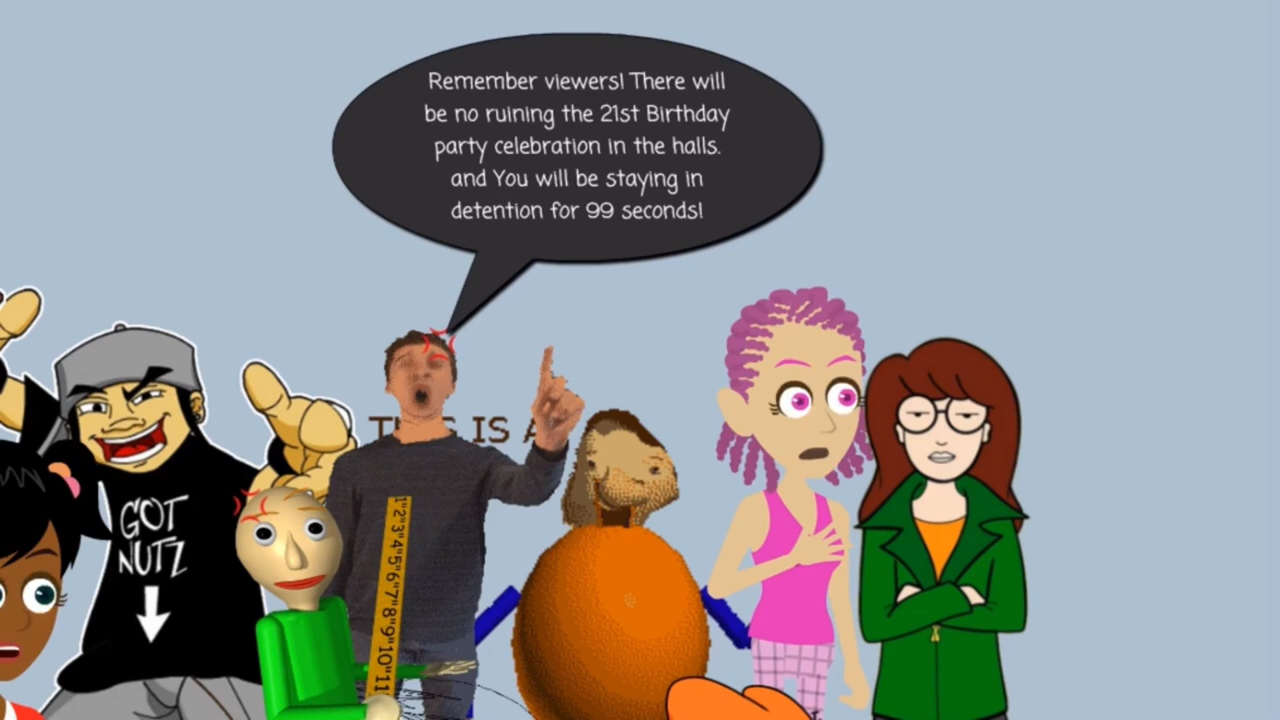 Remember viewers! There will
be no ruining the 21st Birthday
party celebration in the halls.
and You will be staying in
detention for 99 seconds!
THIS IS A
GOT
NUTZ
1" 2" 3" 4" 5" 6" 7" 8" 9" 10" 11